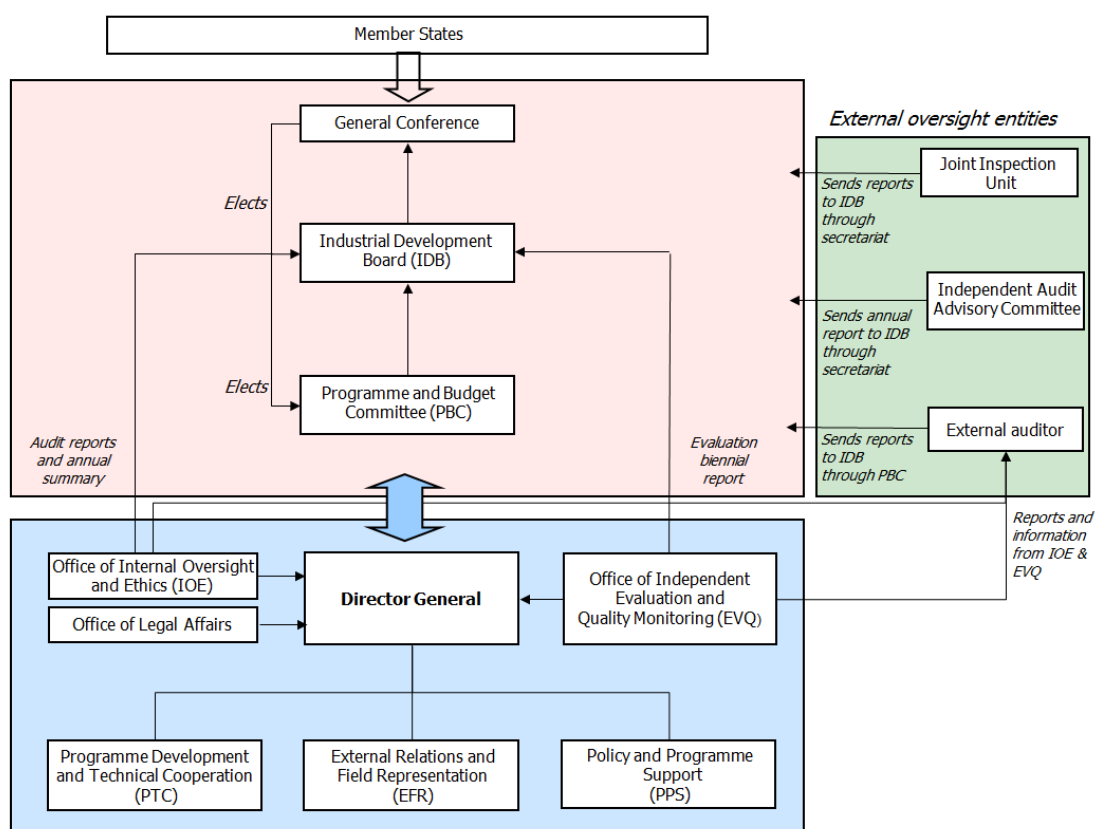 Member States
General Conference
External oversight entities
Joint Inspection
Unit
Sends reports
to IDB
through
secretariat
Elects
Industrial Development
Board (IDB)
Independent Audit
Advisory Committee
Sends annual
report to IDB
through
secretariat
Elects
Programme and Budget
Committee (PBC)
External auditor
Sends reports
to IDB
through PBC
Audit reports
and annual
summary
Evaluation
biennial
report
Reports and
information
from IOE &
EVQ
Office of Internal Oversight
and Ethics (IOE)
Office of Legal Affairs
Director General
Office of Independent
Evaluation and
Quality Monitoring (EVQ)
Programme Development
and Technical Cooperation
(PTC)
External Relations and
Field Representation
(EFR)
Policy and Programme
Support
(PPS)